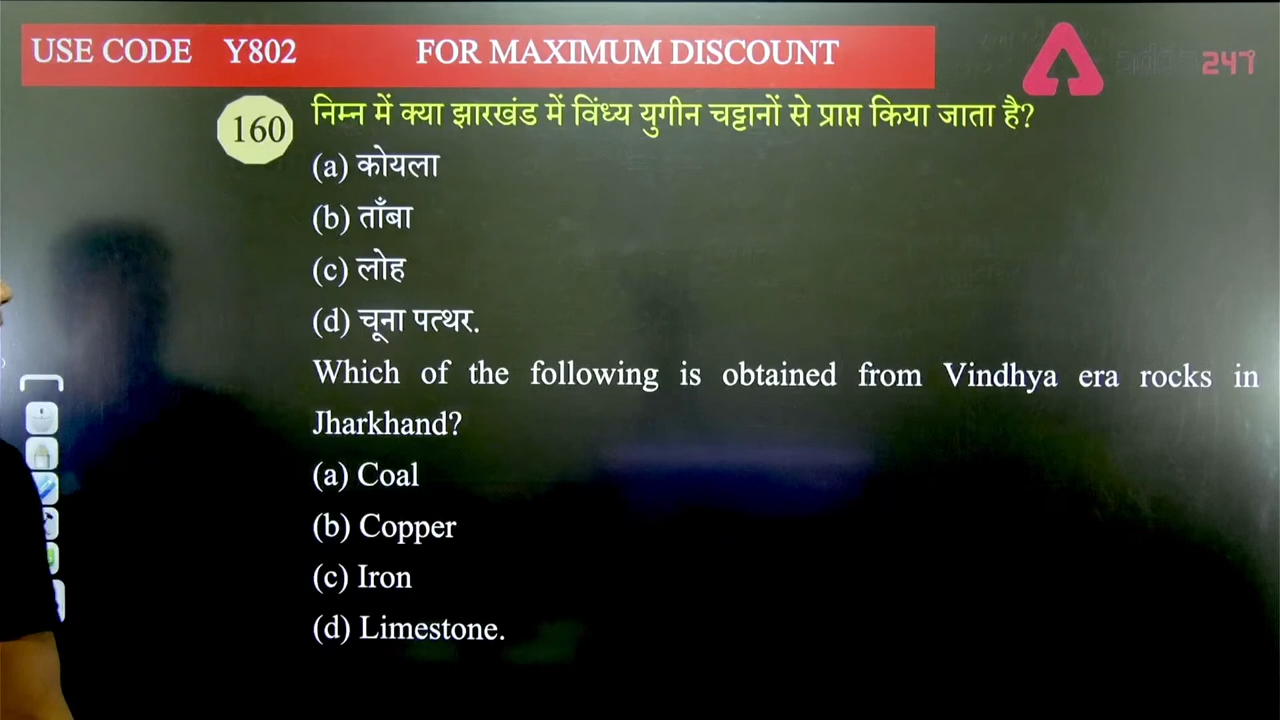 USE CODE Y802 FOR MAXIMUM DISCOUNT
247
160 निम्न में क्या झारखंड में विंध्य युगीन चट्टानों से प्राप्त किया जाता है?
(a) कोयला
(b) ताँबा
(c) लोह
(d) चूना पत्थर.
Which of the following is obtained from Vindhya era rocks in
Jharkhand?
(a) Coal
(b) Copper
(c) Iron
(d) Limestone.